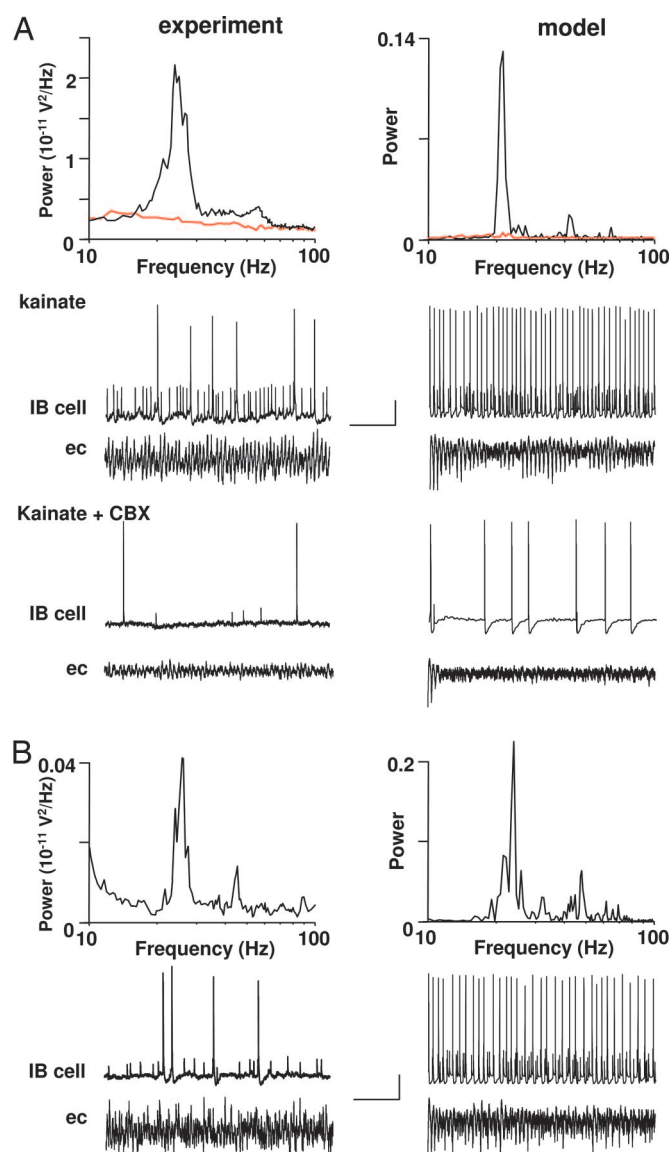 A
experiment
model
Power (10⁻¹¹ V²/Hz)
2
1
0
10
100
Frequency (Hz)
Power
0.14
0
10
100
Frequency (Hz)
kainate
IB cell
ec
Kainate + CBX
IB cell
ec
B
Power (10⁻¹¹ V²/Hz)
0.04
0
10
100
Frequency (Hz)
Power
0.2
0
10
100
Frequency (Hz)
IB cell
ec